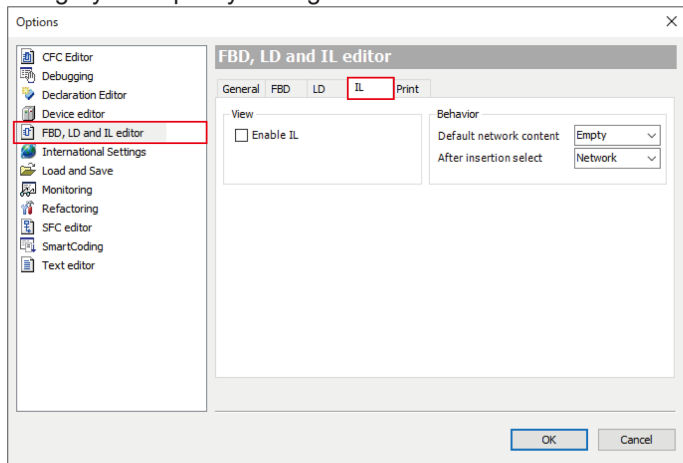 Options
CFC Editor
Debugging
Declaration Editor
Device editor
FBD, LD and IL editor
International Settings
Load and Save
Monitoring
Refactoring
SFC editor
SmartCoding
Text editor
FBD, LD and IL editor
General FBD LD IL Print
View
Enable IL
Behavior
Default network content Empty
After insertion select Network
OK Cancel